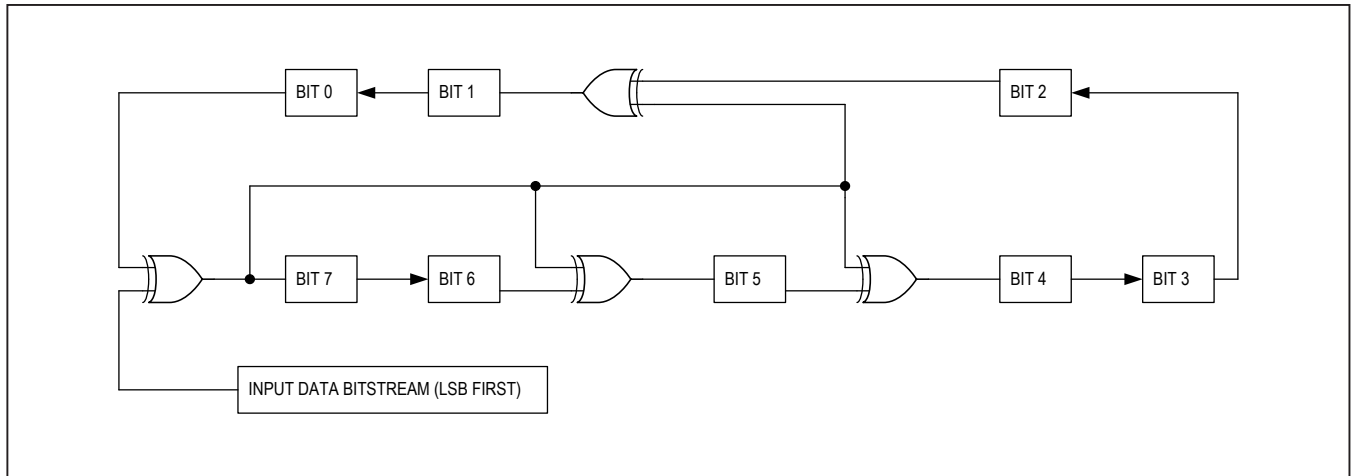 BIT 0
BIT 1
BIT 2
BIT 7
BIT 6
BIT 5
BIT 4
BIT 3
INPUT DATA BITSTREAM (LSB FIRST)